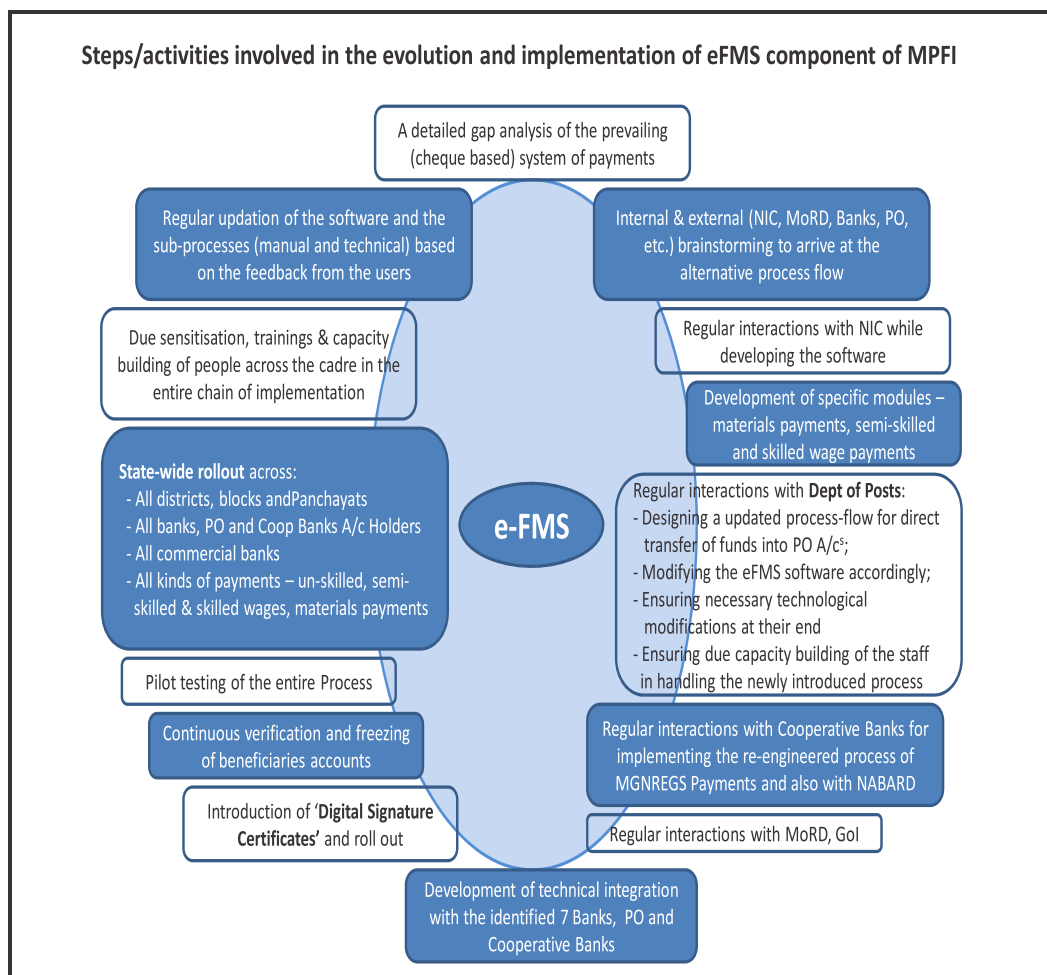 Steps/activities involved in the evolution and implementation of eFMS component of MPFI
A detailed gap analysis of the prevailing
(cheque based) system of payments
Internal & external (NIC, MoRD, Banks, PO,
etc.) brainstorming to arrive at the
alternative process flow
Regular interactions with NIC while
developing the software
Development of specific modules –
materials payments, semi-skilled
and skilled wage payments
Regular interactions with Dept of Posts:
- Designing a updated process-flow for direct
transfer of funds into PO A/cˢ;
- Modifying the eFMS software accordingly;
- Ensuring necessary technological
modifications at their end
- Ensuring due capacity building of the staff
in handling the newly introduced process
Regular interactions with Cooperative Banks for
implementing the re-engineered process of
MGNREGS Payments and also with NABARD
Regular interactions with MoRD, GoI
Development of technical integration
with the identified 7 Banks, PO and
Cooperative Banks
Introduction of ‘Digital Signature
Certificates’ and roll out
Continuous verification and freezing
of beneficiaries accounts
Pilot testing of the entire Process
State-wide rollout across:
- All districts, blocks andPanchayats
- All banks, PO and Coop Banks A/c Holders
- All commercial banks
- All kinds of payments – un-skilled, semi-
skilled & skilled wages, materials payments
Due sensitisation, trainings & capacity
building of people across the cadre in the
entire chain of implementation
Regular updation of the software and the
sub-processes (manual and technical) based
on the feedback from the users
e-FMS